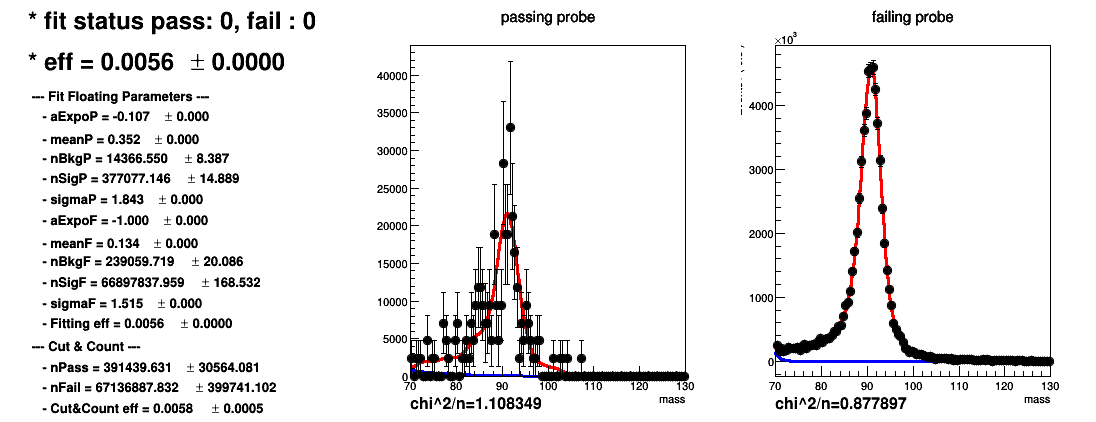 * fit status pass: 0, fail : 0
* eff = 0.0056 ± 0.0000
--- Fit Floating Parameters ---
- aExpoP = -0.107 ± 0.000
- meanP = 0.352 ± 0.000
- nBkgP = 14366.550 ± 8.387
- nSigP = 377077.146 ± 14.889
- sigmaP = 1.843 ± 0.000
- aExpoF = -1.000 ± 0.000
- meanF = 0.134 ± 0.000
- nBkgF = 239059.719 ± 20.086
- nSigF = 66897837.959 ± 168.532
- sigmaF = 1.515 ± 0.000
- Fitting eff = 0.0056 ± 0.0000
--- Cut & Count ---
- nPass = 391439.631 ± 30564.081
- nFail = 67136887.832 ± 399741.102
- Cut&Count eff = 0.0058 ± 0.0005
passing probe
40000
35000
30000
25000
20000
15000
10000
5000
0
70 80 90 100 110 120 130
mass
chi^2/n=1.108349
failing probe
×10³
4000
3000
2000
1000
0
70 80 90 100 110 120 130
mass
chi^2/n=0.877897